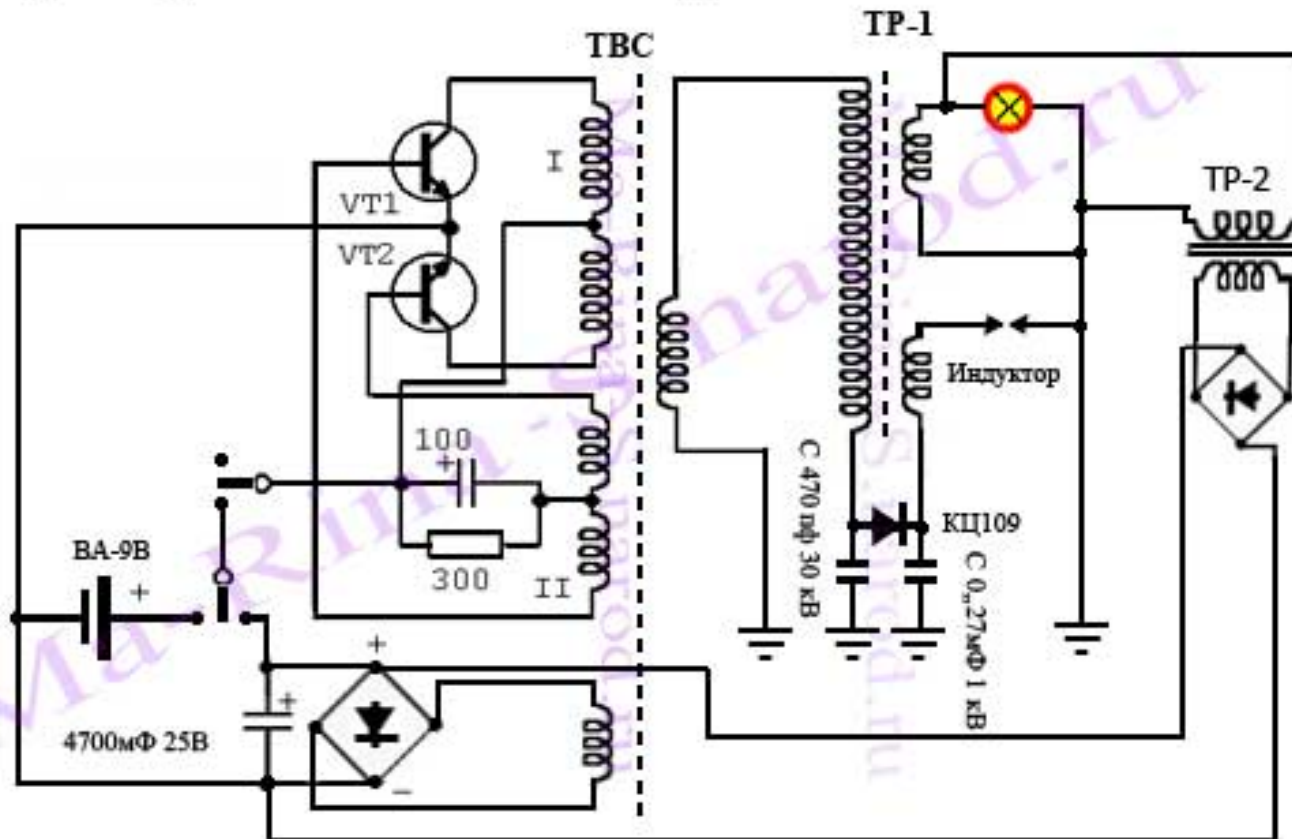 ТВС
ТР-1
I
VT1
VT2
ТР-2
Индуктор
100
+
300
II
С 470 пф 30 кВ
КЦ109
С 0,,27мФ 1 кВ
ВА-9В
+
+
+
4700мФ 25В
−